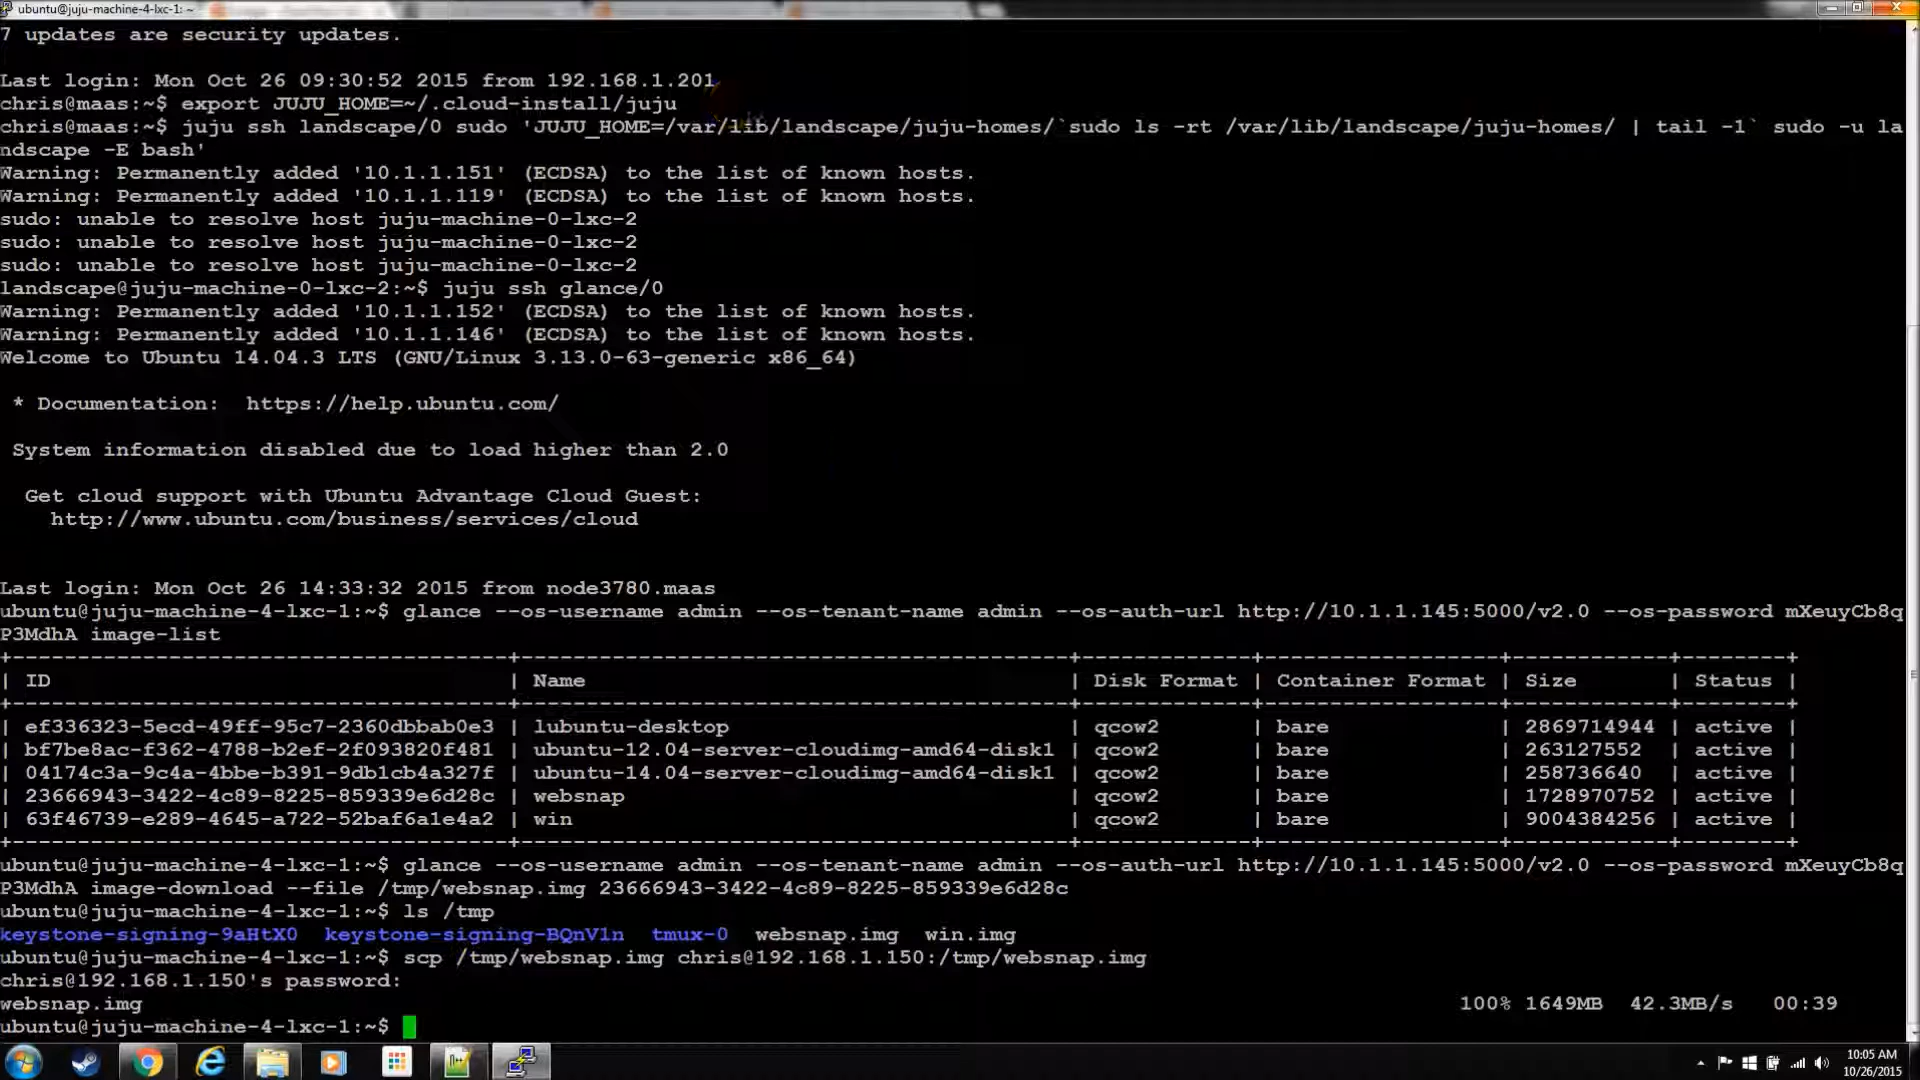 ubuntu@juju-machine-4-lxc-1: ~
7 updates are security updates.
Last login: Mon Oct 26 09:30:52 2015 from 192.168.1.201
chris@maas:~$ export JUJU_HOME=~/.cloud-install/juju
chris@maas:~$ juju ssh landscape/0 sudo 'JUJU_HOME=/var/lib/landscape/juju-homes/`sudo ls -rt /var/lib/landscape/juju-homes/ | tail -1` sudo -u la
ndscape -E bash'
Warning: Permanently added '10.1.1.151' (ECDSA) to the list of known hosts.
Warning: Permanently added '10.1.1.119' (ECDSA) to the list of known hosts.
sudo: unable to resolve host juju-machine-0-lxc-2
sudo: unable to resolve host juju-machine-0-lxc-2
sudo: unable to resolve host juju-machine-0-lxc-2
landscape@juju-machine-0-lxc-2:~$ juju ssh glance/0
Warning: Permanently added '10.1.1.152' (ECDSA) to the list of known hosts.
Warning: Permanently added '10.1.1.146' (ECDSA) to the list of known hosts.
Welcome to Ubuntu 14.04.3 LTS (GNU/Linux 3.13.0-63-generic x86_64)
* Documentation:  https://help.ubuntu.com/
System information disabled due to load higher than 2.0
Get cloud support with Ubuntu Advantage Cloud Guest:
http://www.ubuntu.com/business/services/cloud
Last login: Mon Oct 26 14:33:32 2015 from node3780.maas
ubuntu@juju-machine-4-lxc-1:~$ glance --os-username admin --os-tenant-name admin --os-auth-url http://10.1.1.145:5000/v2.0 --os-password mXeuyCb8q
P3MdhA image-list
| ID | Name | Disk Format | Container Format | Size | Status |
| ef336323-5ecd-49ff-95c7-2360dbbab0e3 | lubuntu-desktop | qcow2 | bare | 2869714944 | active |
| bf7be8ac-f362-4788-b2ef-2f093820f481 | ubuntu-12.04-server-cloudimg-amd64-disk1 | qcow2 | bare | 263127552 | active |
| 04174c3a-9c4a-4bbe-b391-9db1cb4a327f | ubuntu-14.04-server-cloudimg-amd64-disk1 | qcow2 | bare | 258736640 | active |
| 23666943-3422-4c89-8225-859339e6d28c | websnap | qcow2 | bare | 1728970752 | active |
| 63f46739-e289-4645-a722-52baf6a1e4a2 | win | qcow2 | bare | 9004384256 | active |
ubuntu@juju-machine-4-lxc-1:~$ glance --os-username admin --os-tenant-name admin --os-auth-url http://10.1.1.145:5000/v2.0 --os-password mXeuyCb8q
P3MdhA image-download --file /tmp/websnap.img 23666943-3422-4c89-8225-859339e6d28c
ubuntu@juju-machine-4-lxc-1:~$ ls /tmp
keystone-signing-9aHtX0  keystone-signing-BQnV1n  tmux-0  websnap.img  win.img
ubuntu@juju-machine-4-lxc-1:~$ scp /tmp/websnap.img chris@192.168.1.150:/tmp/websnap.img
chris@192.168.1.150's password:
websnap.img 100% 1649MB 42.3MB/s 00:39
ubuntu@juju-machine-4-lxc-1:~$
10:05 AM
10/26/2015